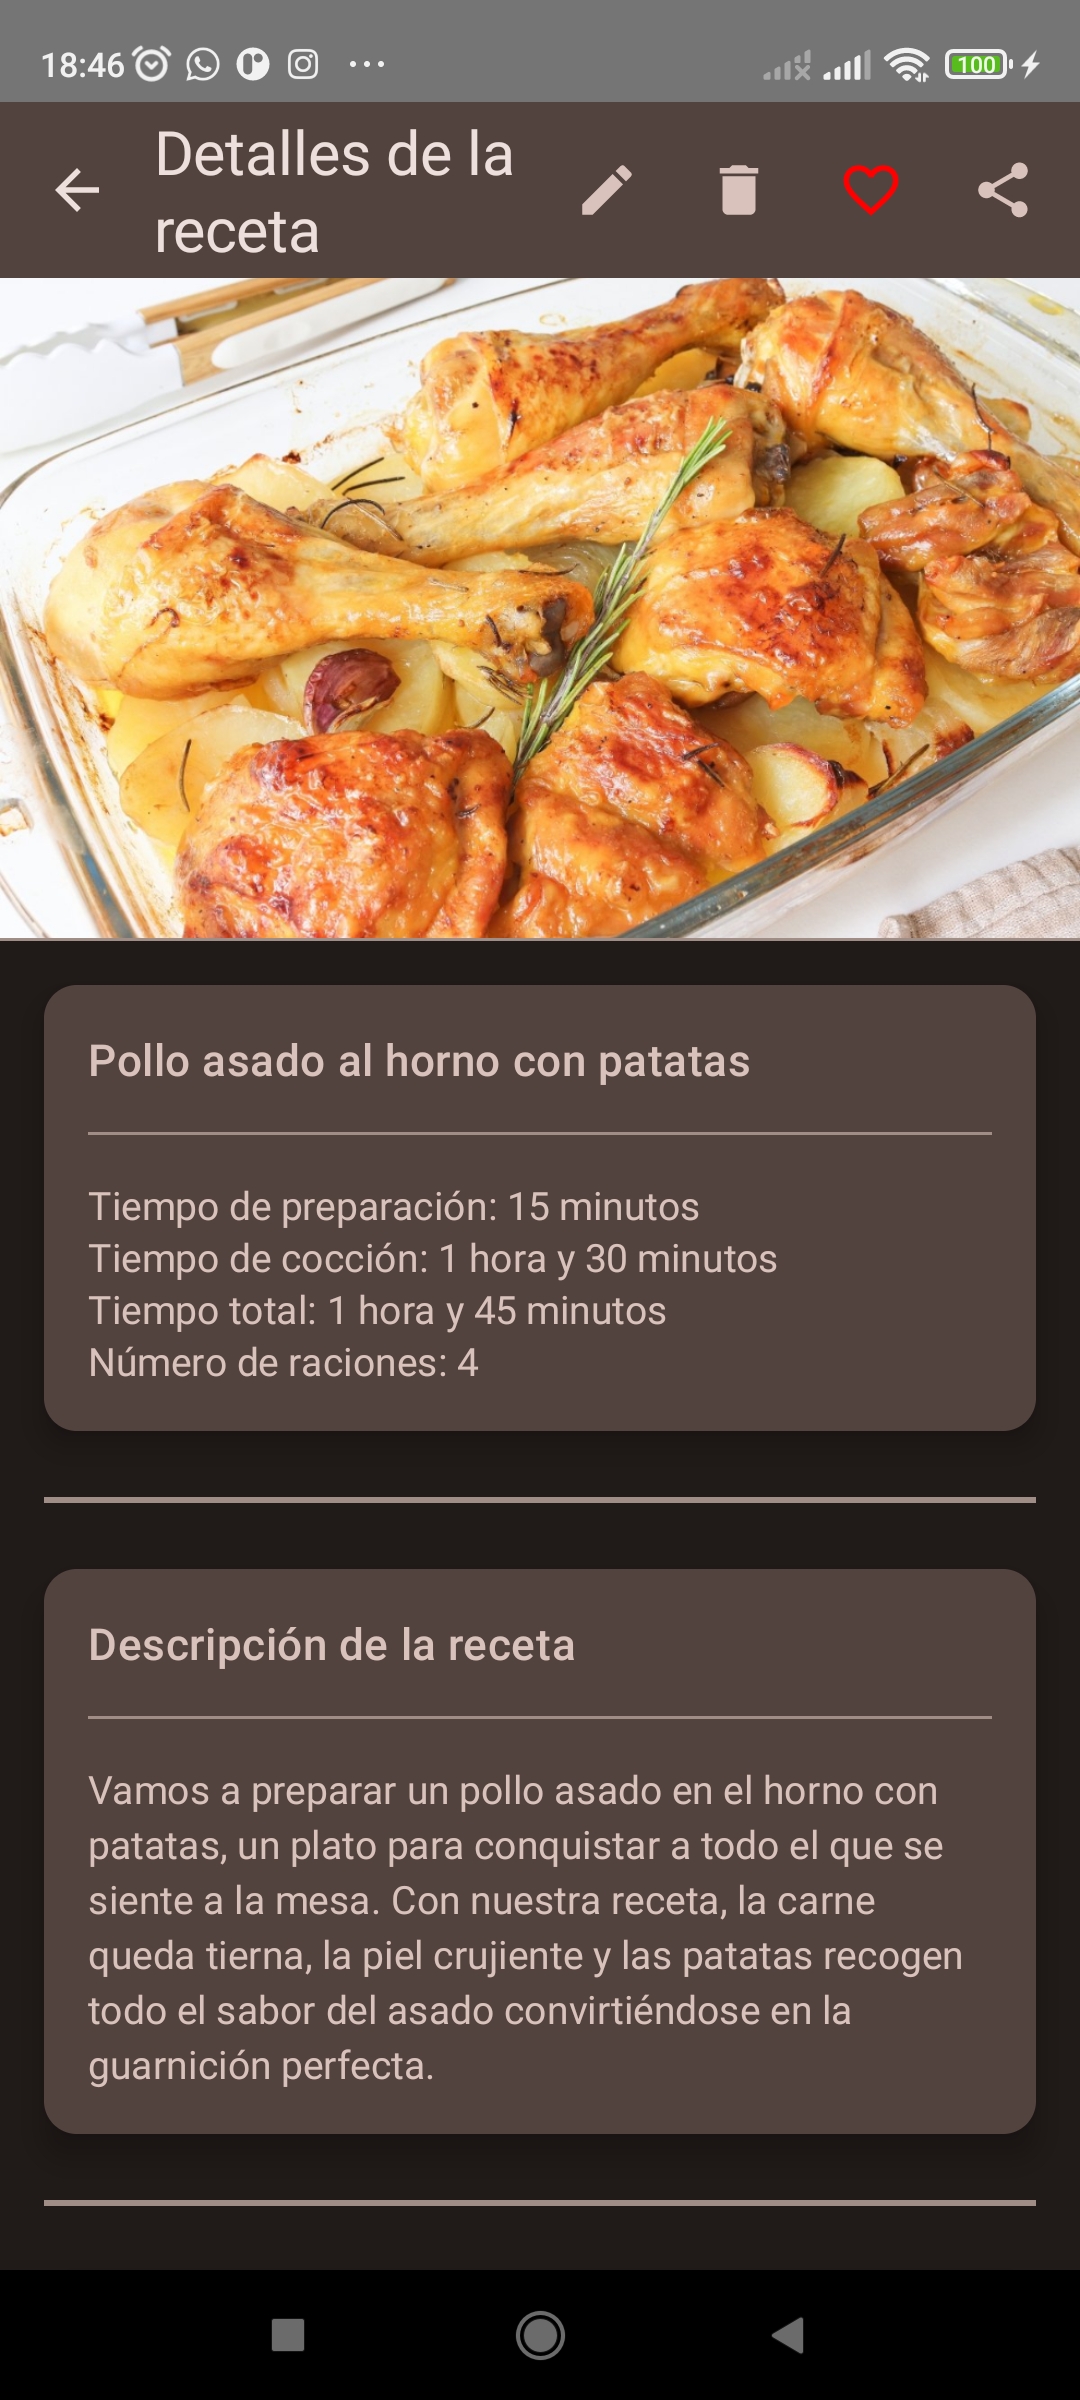 18:46
100
Detalles de la
receta
Pollo asado al horno con patatas
Tiempo de preparación: 15 minutos
Tiempo de cocción: 1 hora y 30 minutos
Tiempo total: 1 hora y 45 minutos
Número de raciones: 4
Descripción de la receta
Vamos a preparar un pollo asado en el horno con
patatas, un plato para conquistar a todo el que se
siente a la mesa. Con nuestra receta, la carne
queda tierna, la piel crujiente y las patatas recogen
todo el sabor del asado convirtiéndose en la
guarnición perfecta.